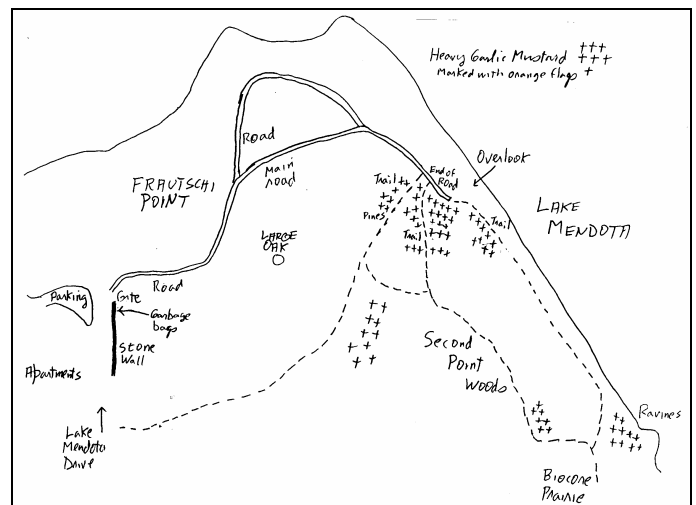 Heavy Garlic Mustard
Marked with orange flags
Overlook
End of
Road
Road
Main
road
Trail
FRAUTSCHI
POINT
Pines
Trail
Trail
LAKE
MENDOTA
LARGE
OAK
Road
Parking
Gate
Garbage
bags
Stone
Wall
Apartments
Second
Point
Woods
Lake
Mendota
Drive
Ravines
Biocore
Prairie